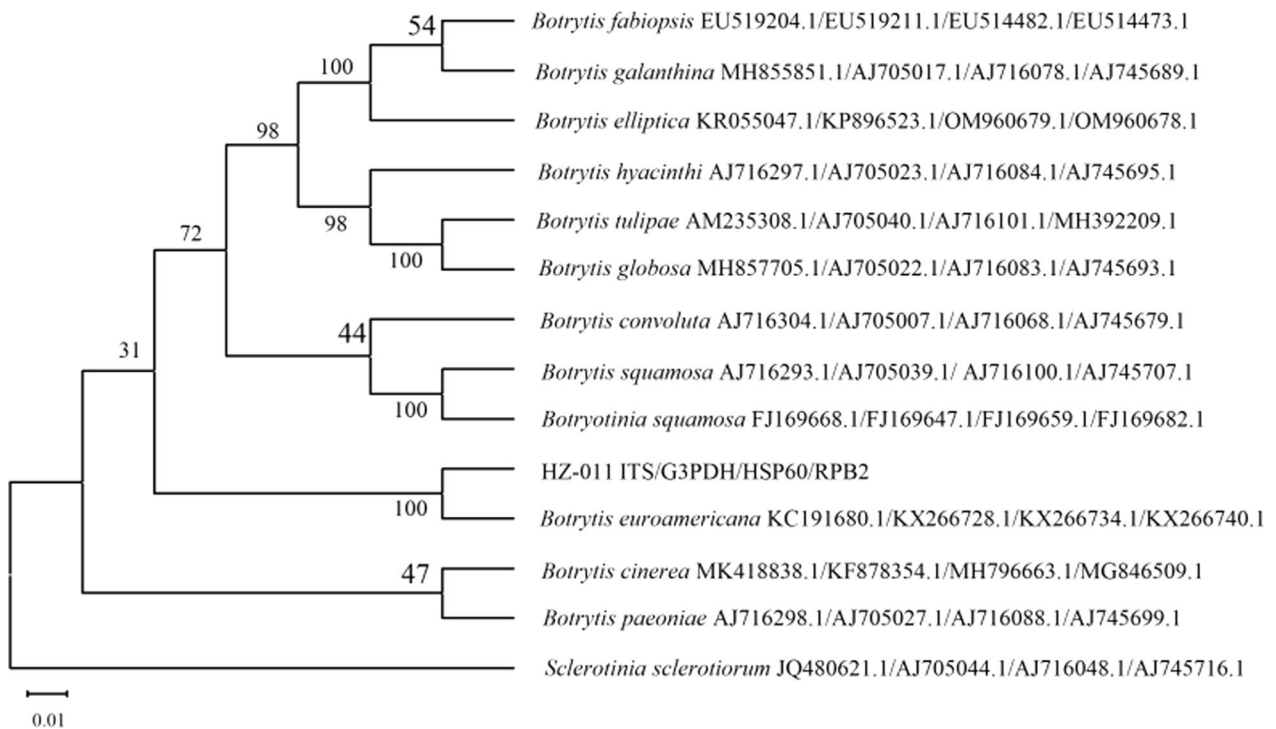 54
Botrytis fabiopsis EU519204.1/EU519211.1/EU514482.1/EU514473.1
100
Botrytis galanthina MH855851.1/AJ705017.1/AJ716078.1/AJ745689.1
98
Botrytis elliptica KR055047.1/KP896523.1/OM960679.1/OM960678.1
Botrytis hyacinthi AJ716297.1/AJ705023.1/AJ716084.1/AJ745695.1
98
Botrytis tulipae AM235308.1/AJ705040.1/AJ716101.1/MH392209.1
72
100
Botrytis globosa MH857705.1/AJ705022.1/AJ716083.1/AJ745693.1
44
Botrytis convoluta AJ716304.1/AJ705007.1/AJ716068.1/AJ745679.1
31
Botrytis squamosa AJ716293.1/AJ705039.1/ AJ716100.1/AJ745707.1
100
Botryotinia squamosa FJ169668.1/FJ169647.1/FJ169659.1/FJ169682.1
HZ-011 ITS/G3PDH/HSP60/RPB2
100
Botrytis euroamericana KC191680.1/KX266728.1/KX266734.1/KX266740.1
47
Botrytis cinerea MK418838.1/KF878354.1/MH796663.1/MG846509.1
Botrytis paeoniae AJ716298.1/AJ705027.1/AJ716088.1/AJ745699.1
Sclerotinia sclerotiorum JQ480621.1/AJ705044.1/AJ716048.1/AJ745716.1
0.01